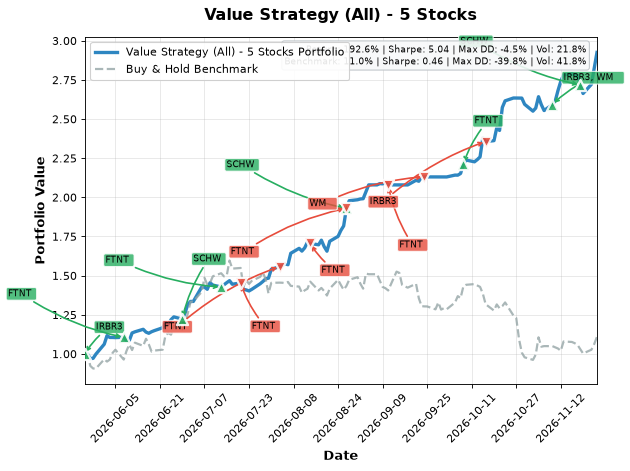 Value Strategy (All) - 5 Stocks
Value Strategy (All) - 5 Stocks Portfolio
Buy & Hold Benchmark
92.6% | Sharpe: 5.04 | Max DD: -4.5% | Vol: 21.8%
1.0% | Sharpe: 0.46 | Max DD: -39.8% | Vol: 41.8%
SCHW
IRBR3, WM
FTNT
SCHW
WM
IRBR3
FTNT
FTNT
SCHW
FTNT
FTNT
FTNT
IRBR3
FTNT
FTNT
3.00
2.75
2.50
2.25
2.00
1.75
1.50
1.25
1.00
Portfolio Value
2026-06-05
2026-06-21
2026-07-07
2026-07-23
2026-08-08
2026-08-24
2026-09-09
2026-09-25
2026-10-11
2026-10-27
2026-11-12
Date